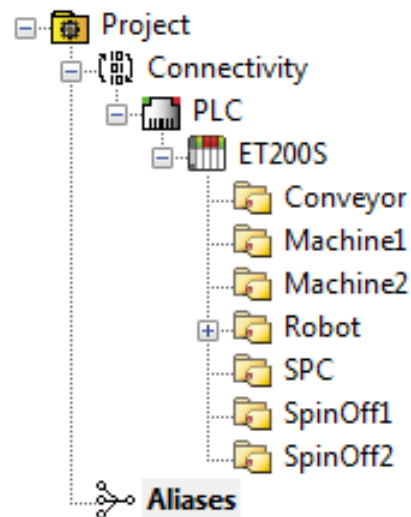 Project
Connectivity
PLC
ET200S
Conveyor
Machine1
Machine2
Robot
SPC
SpinOff1
SpinOff2
Aliases